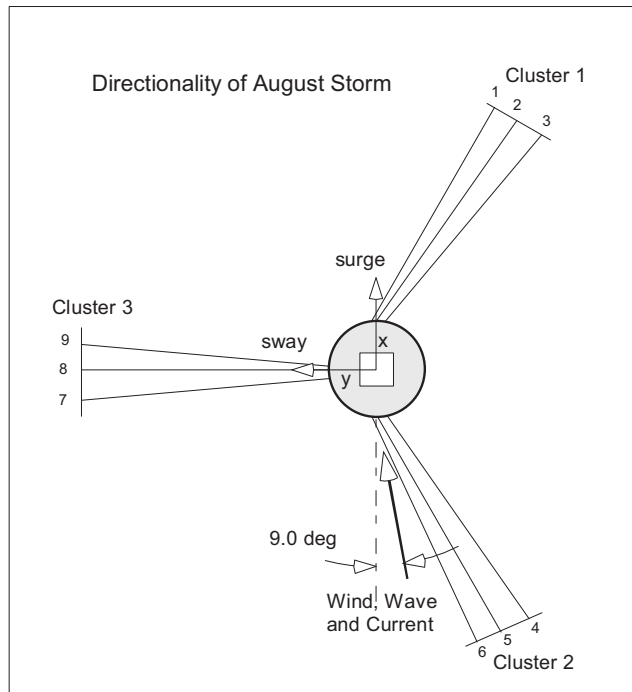 Directionality of August Storm
Cluster 1
1
2
3
surge
Cluster 3
9
sway
x
8
y
7
9.0 deg
Wind, Wave
and Current
4
5
6
Cluster 2